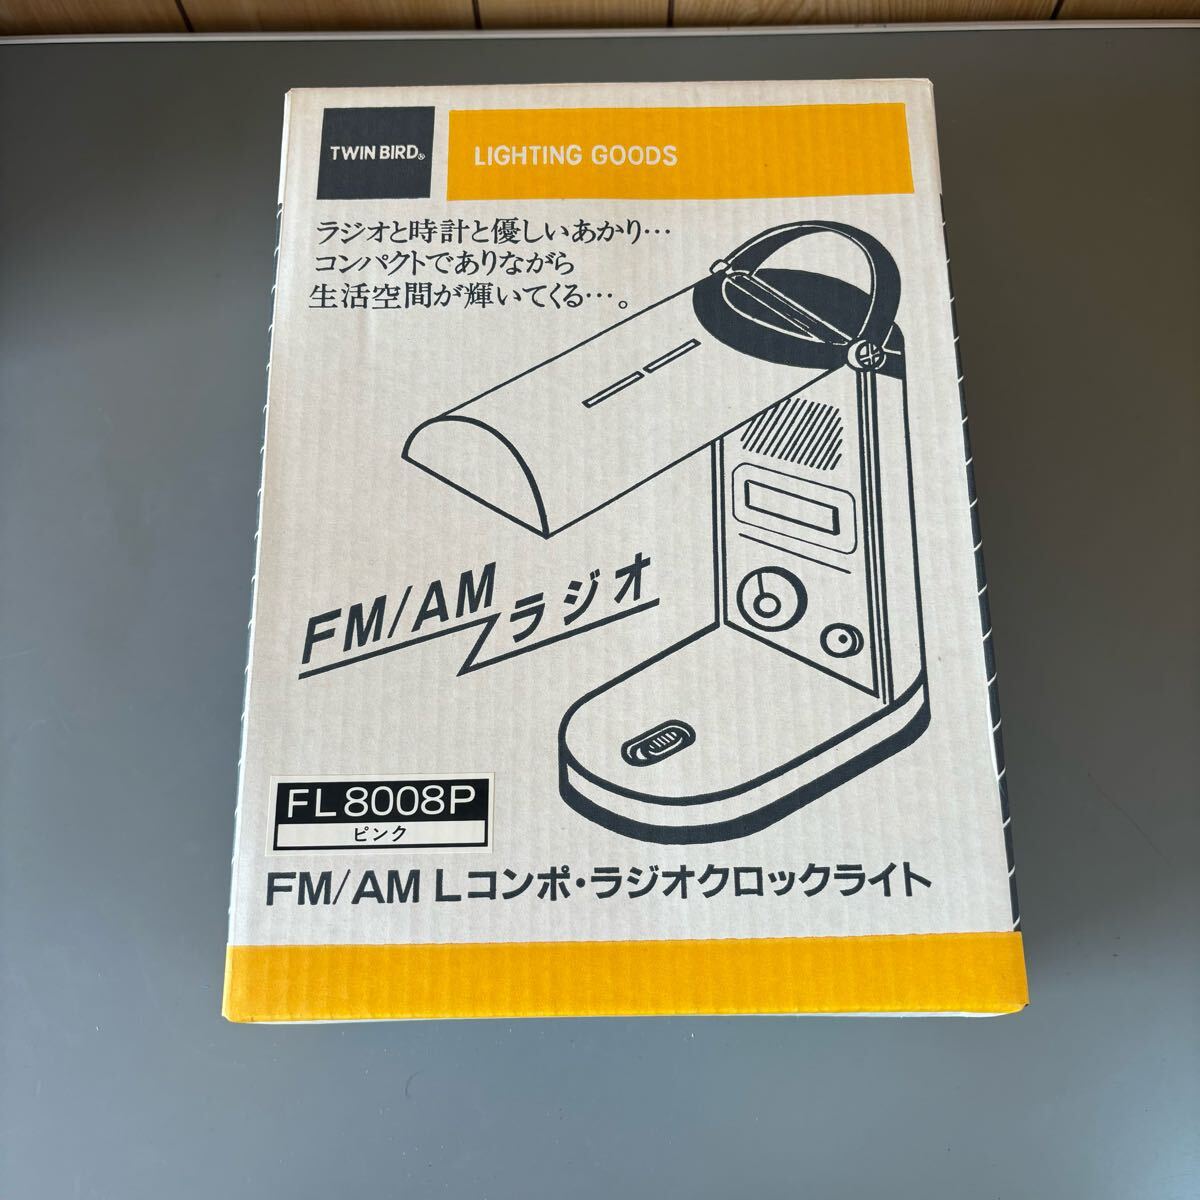 TWIN BIRD®
LIGHTING GOODS
ラジオと時計と優しいあかり…
コンパクトでありながら
生活空間が輝いてくる…。
FM/AM
ラジオ
FL8008P
ピンク
FM/AM Lコンポ・ラジオクロックライト